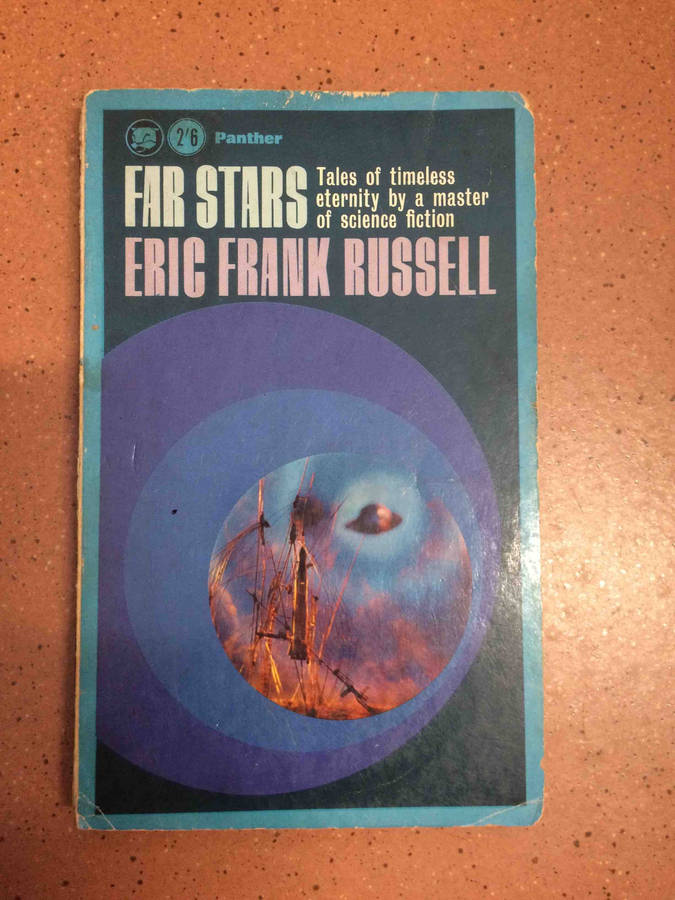 2'6 Panther
FAR STARS
Tales of timeless
eternity by a master
of science fiction
ERIC FRANK RUSSELL